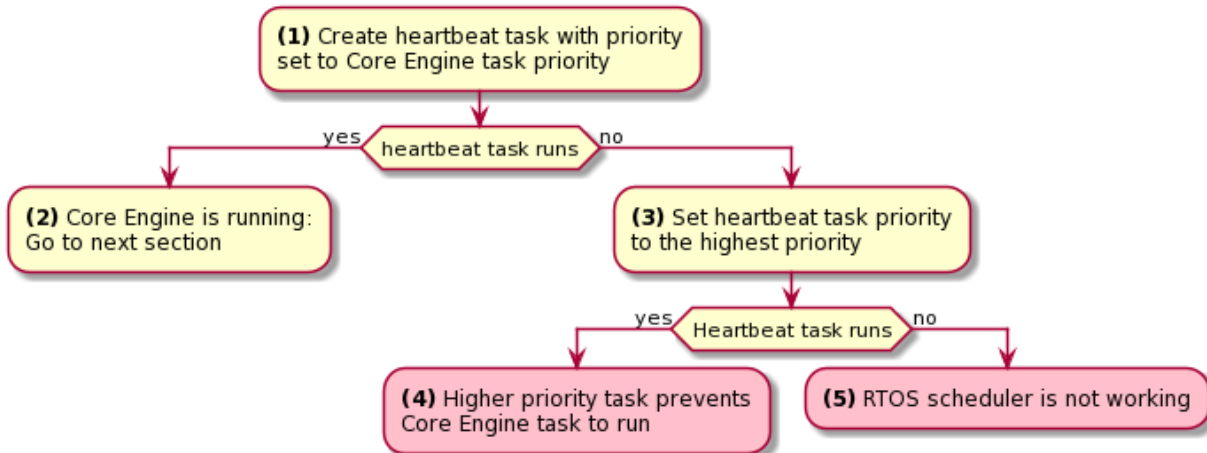 (1) Create heartbeat task with priority
set to Core Engine task priority
yes
heartbeat task runs
no
(2) Core Engine is running:
Go to next section
(3) Set heartbeat task priority
to the highest priority
yes
Heartbeat task runs
no
(4) Higher priority task prevents
Core Engine task to run
(5) RTOS scheduler is not working